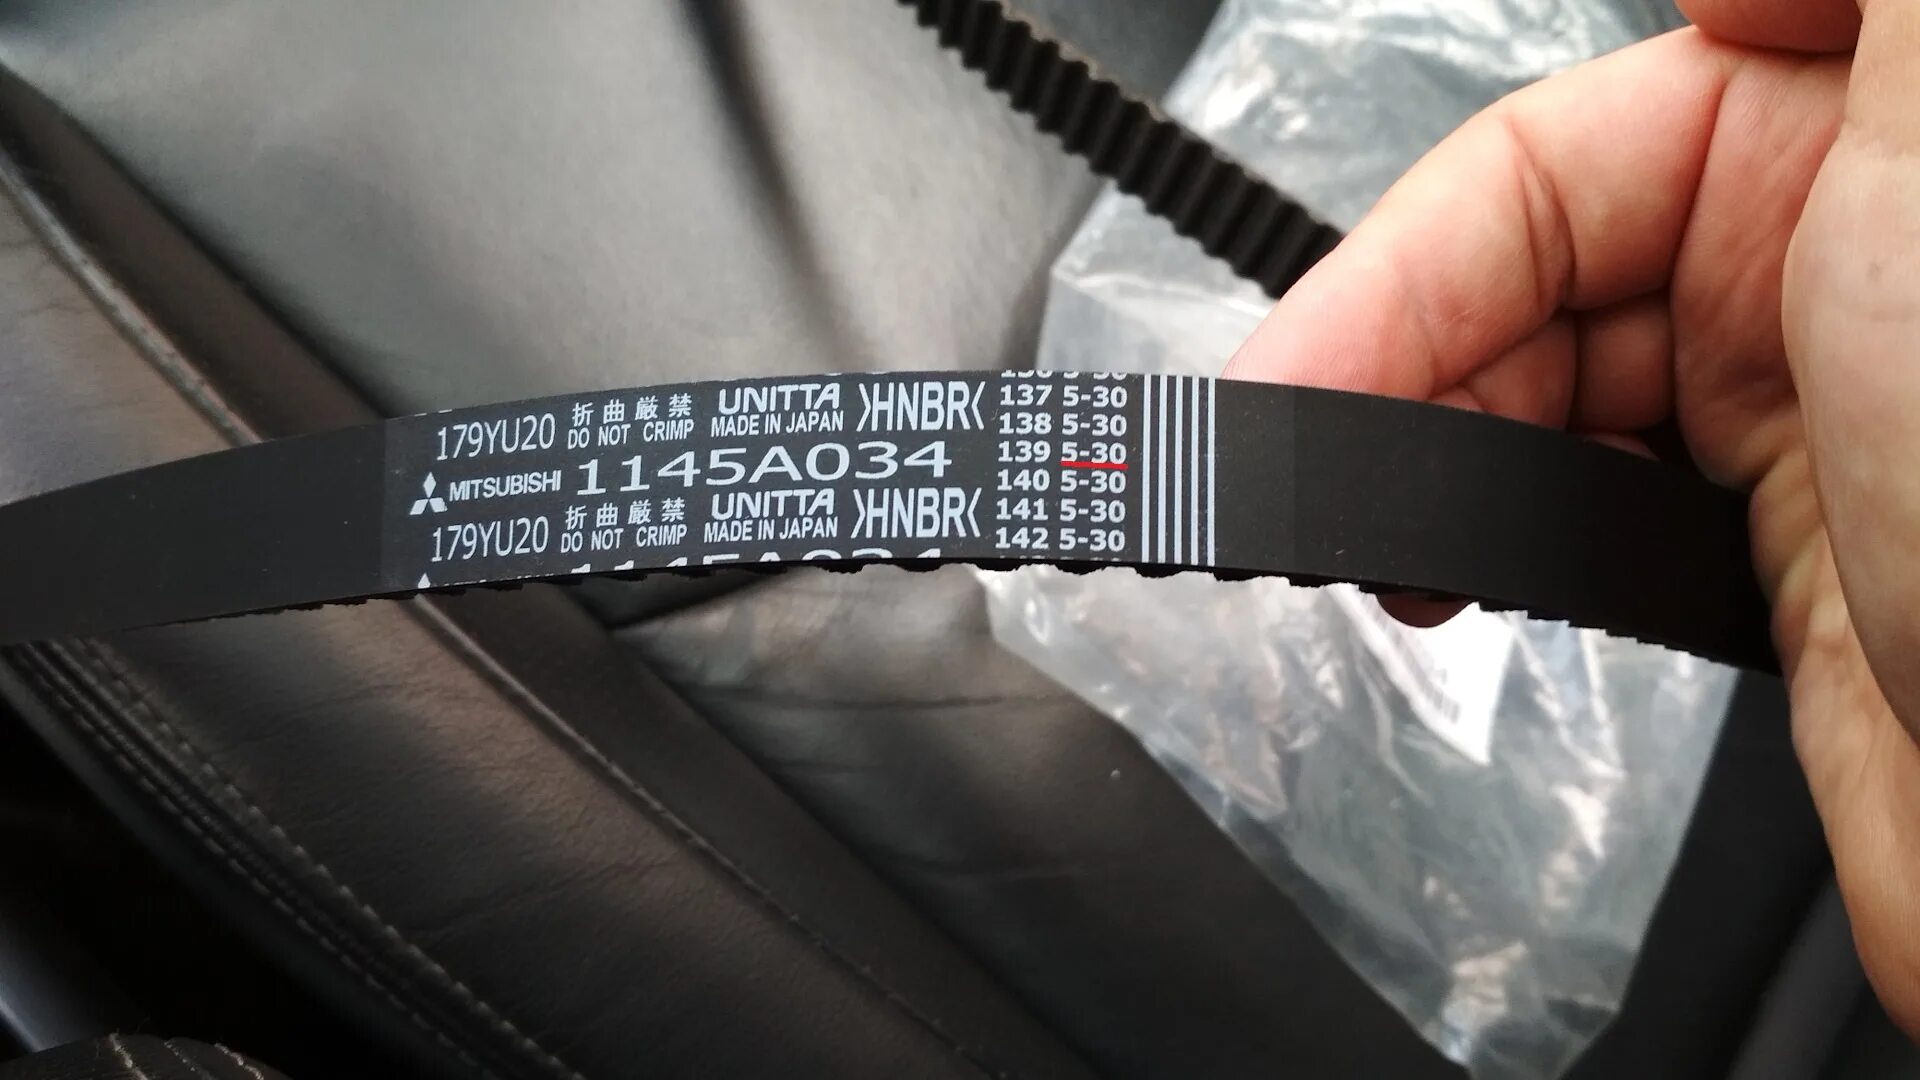 179YU20 折曲厳禁 UNITTA >HNBR< 137 5-30
DO NOT CRIMP MADE IN JAPAN 138 5-30
MITSUBISHI 1145A034 139 5-30
140 5-30
179YU20 折曲厳禁 UNITTA >HNBR< 141 5-30
DO NOT CRIMP MADE IN JAPAN 142 5-30